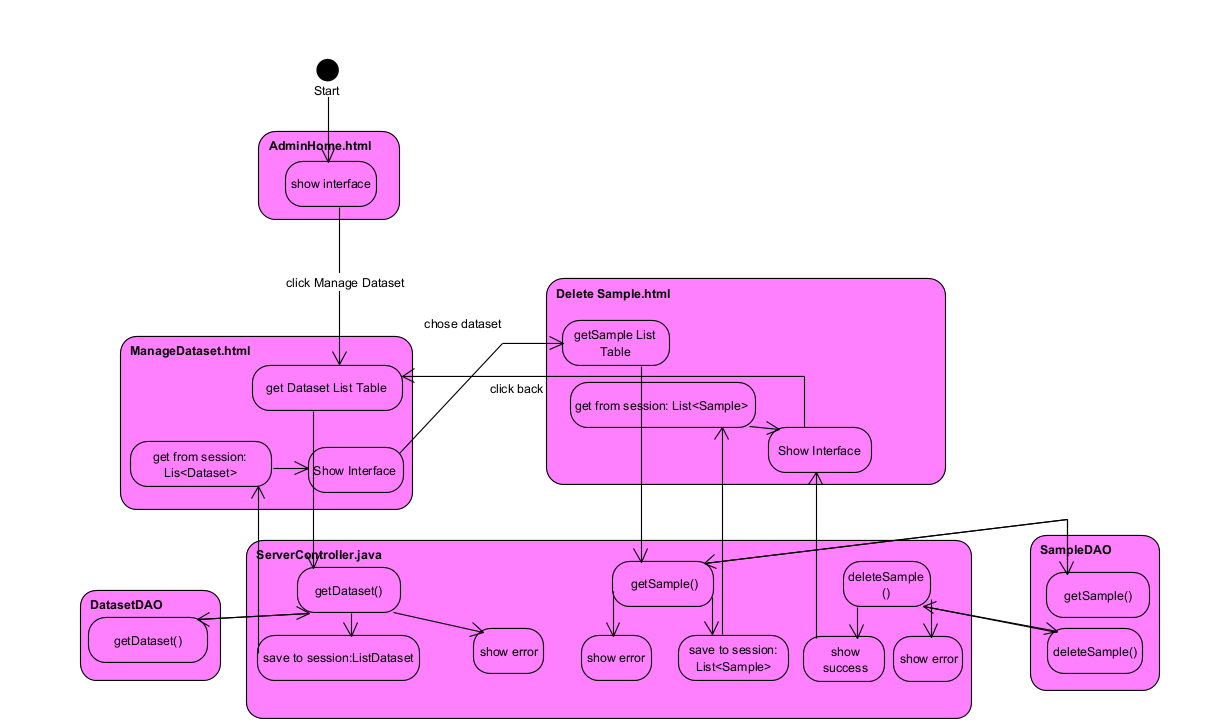 Start
AdminHome.html
show interface
click Manage Dataset
Delete Sample.html
chose dataset
getSample List
Table
ManageDataset.html
get Dataset List Table
click back
get from session: List<Sample>
Show Interface
get from session:
Lis<Dataset>
Show Interface
ServerController.java
SampleDAO
getDataset()
getSample()
deleteSample
()
getSample()
DatasetDAO
getDataset()
save to session:ListDataset
show error
show error
save to session:
List<Sample>
show
success
show error
deleteSample()